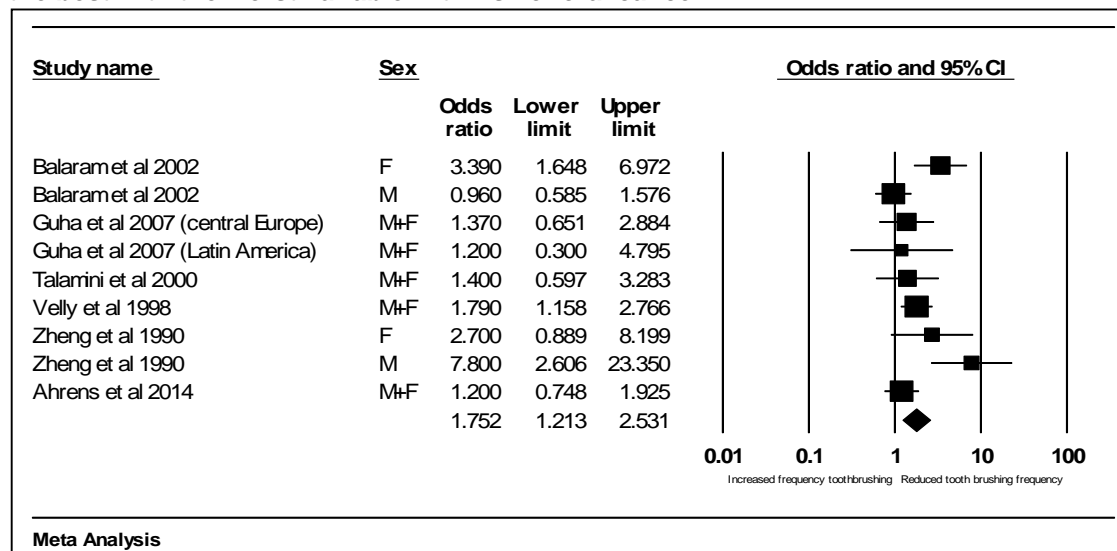 Study name Sex Odds ratio and 95% CI
Odds Lower Upper
ratio limit limit
Balaram et al 2002 F 3.390 1.648 6.972
Balaram et al 2002 M 0.960 0.585 1.576
Guha et al 2007 (central Europe) M+F 1.370 0.651 2.884
Guha et al 2007 (Latin America) M+F 1.200 0.300 4.795
Talamini et al 2000 M+F 1.400 0.597 3.283
Velly et al 1998 M+F 1.790 1.158 2.766
Zheng et al 1990 F 2.700 0.889 8.199
Zheng et al 1990 M 7.800 2.606 23.350
Ahrens et al 2014 M+F 1.200 0.748 1.925
1.752 1.213 2.531
0.01 0.1 1 10 100
Increased frequency toothbrushing Reduced tooth brushing frequency
Meta Analysis